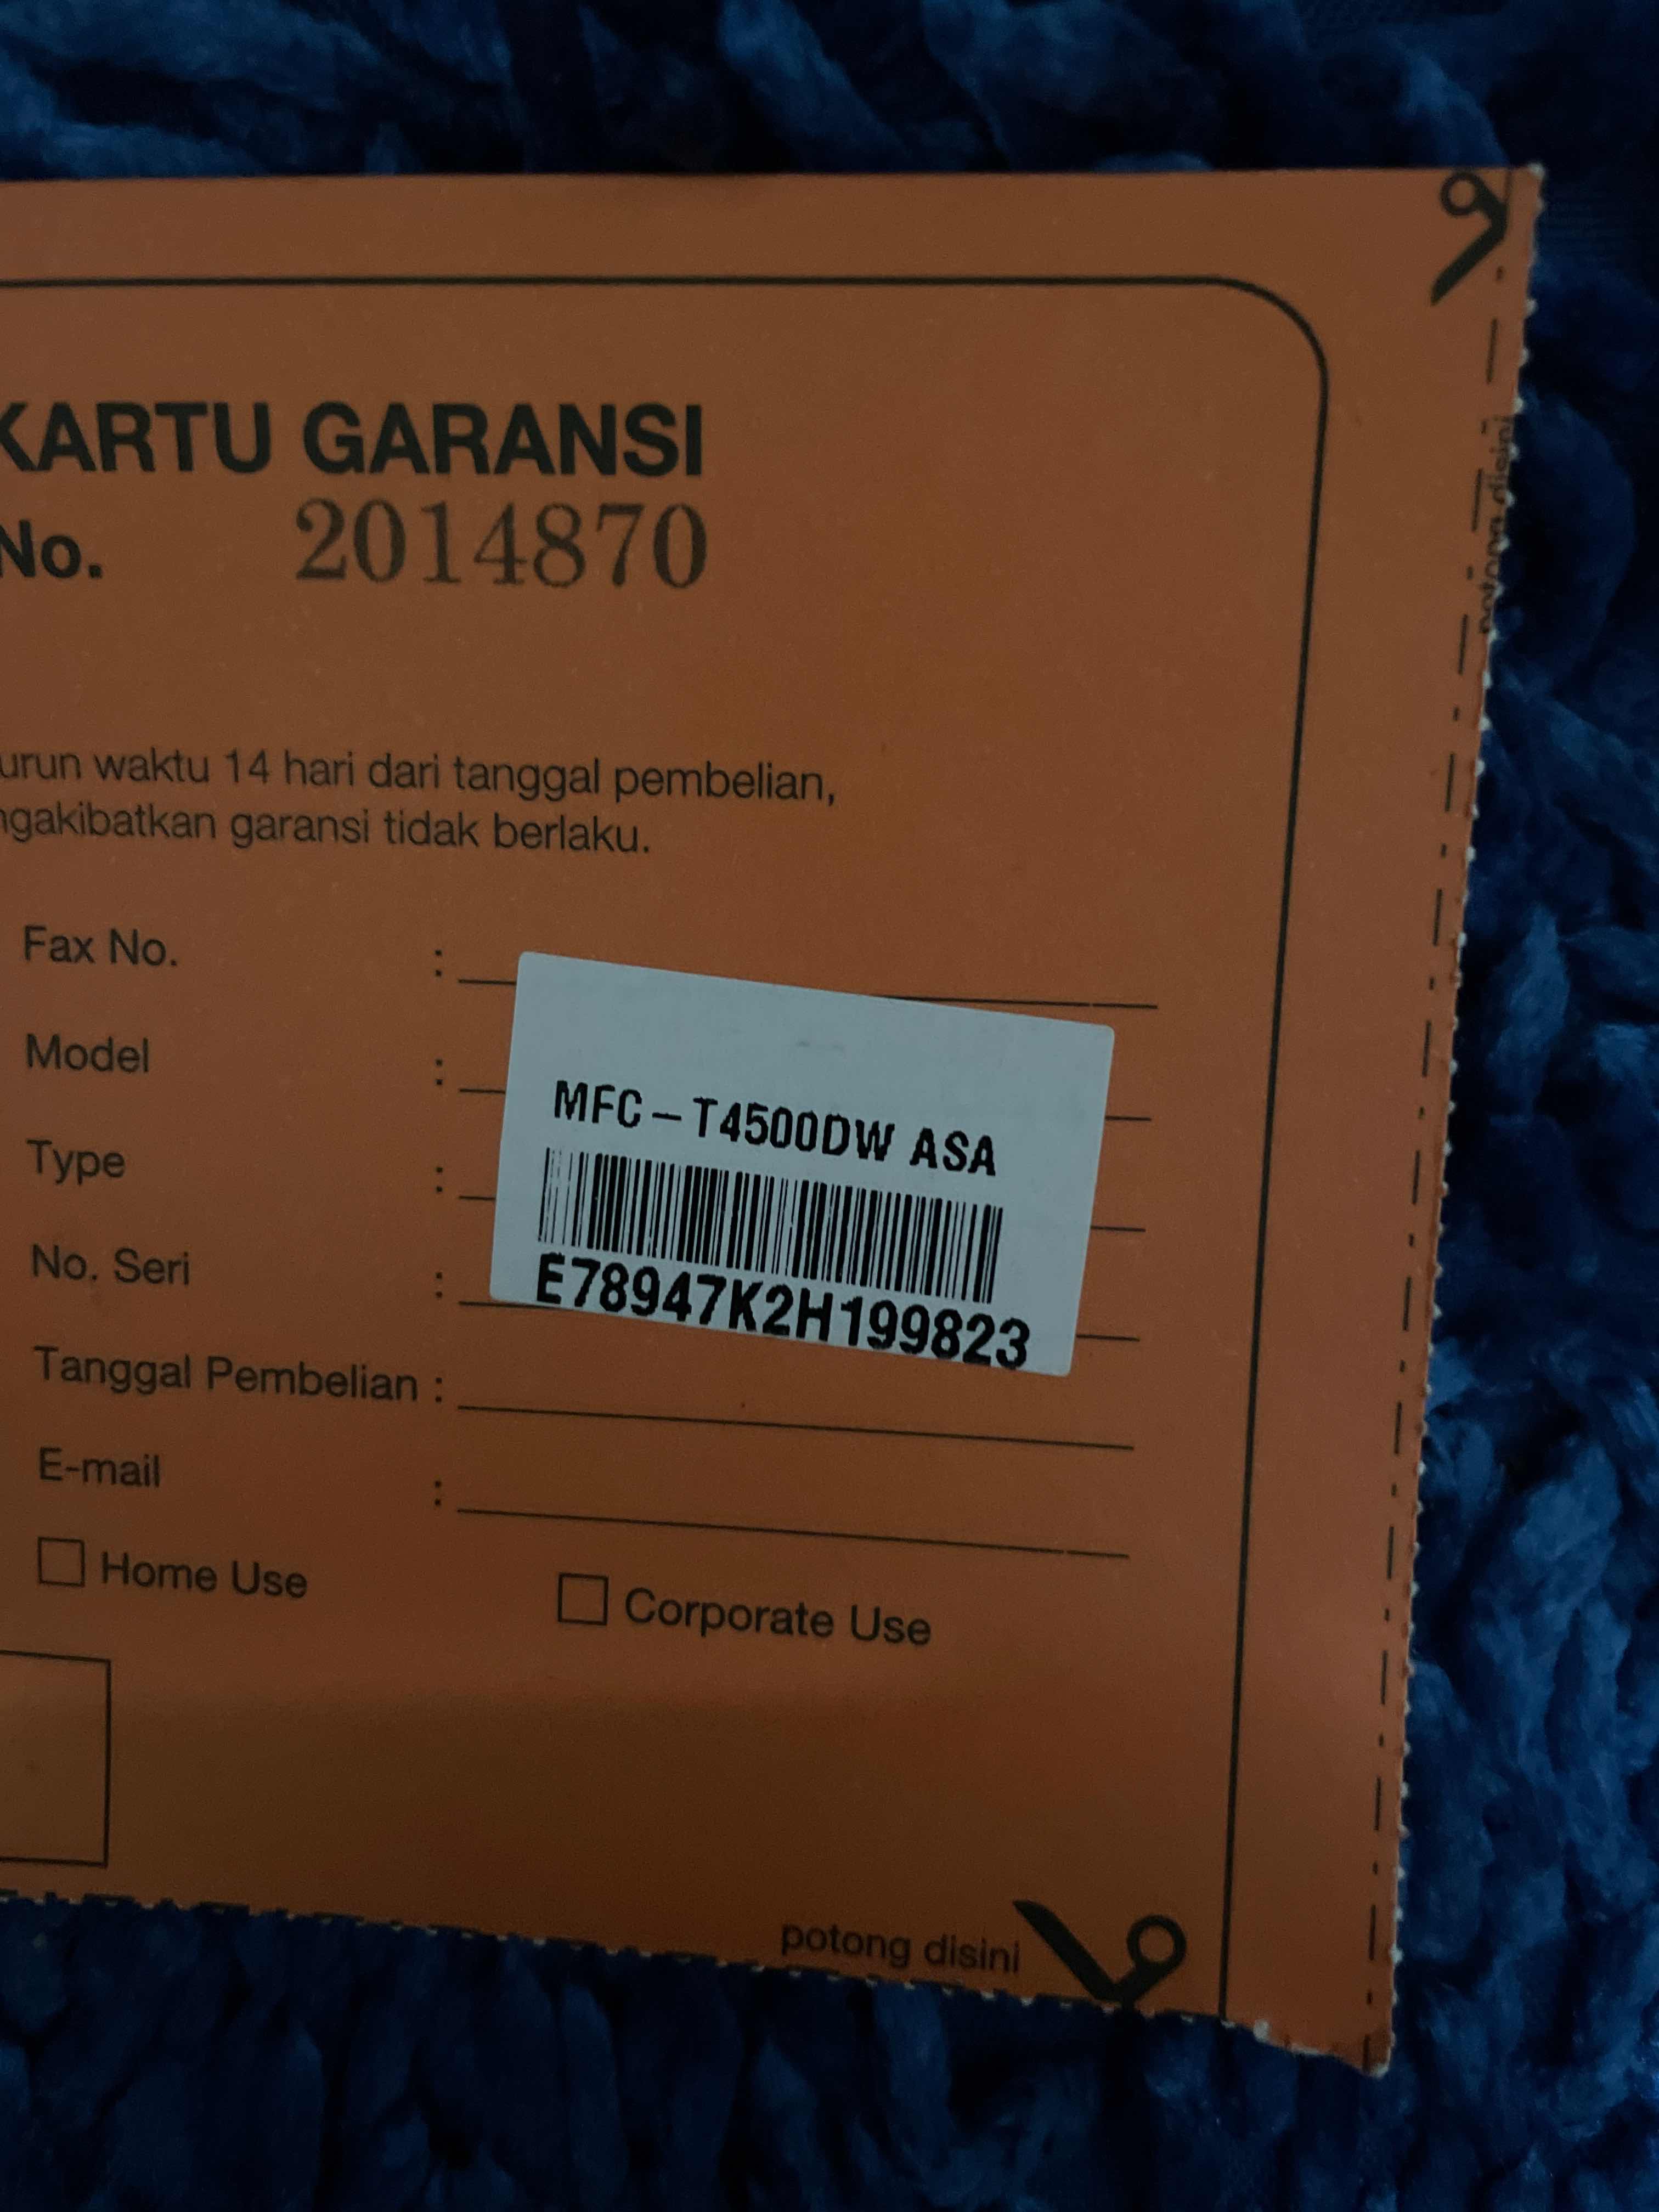 KARTU GARANSI
No. 2014870
urun waktu 14 hari dari tanggal pembelian,
ngakibatkan garansi tidak berlaku.
Fax No. :
Model :
MFC-T4500DW ASA
Type :
No. Seri :
E78947K2H199823
Tanggal Pembelian :
E-mail :
Home Use
Corporate Use
potong disini
potong disini